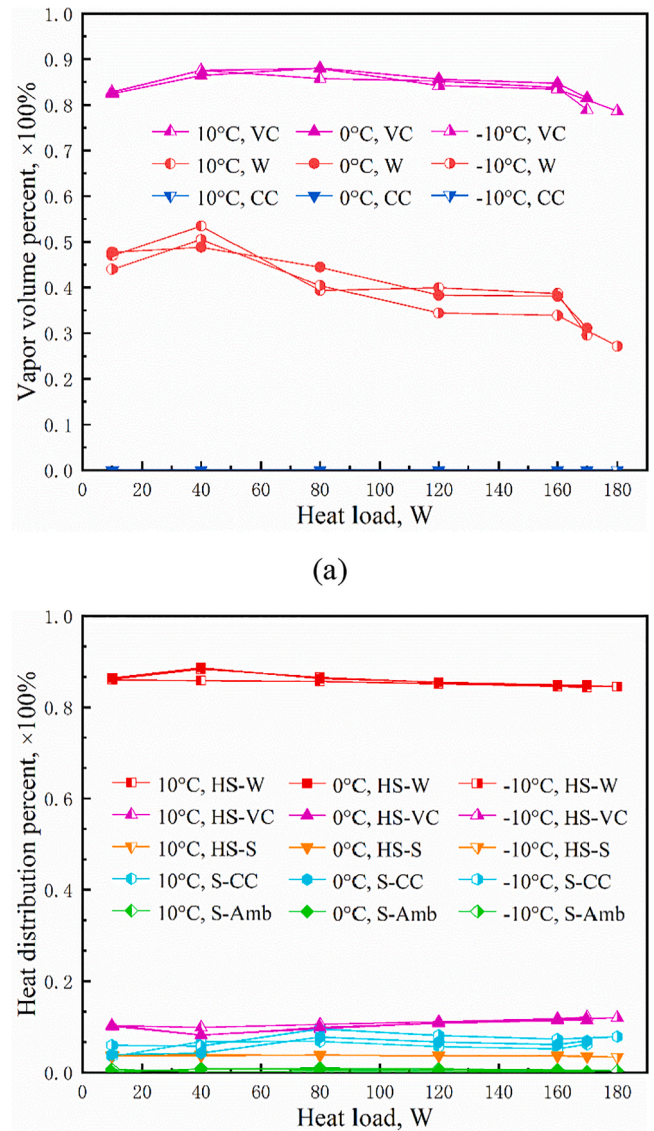 1.0
0.9
0.8
0.7
0.6
0.5
0.4
0.3
0.2
0.1
0.0
Vapor volume percent, ×100%
10°C, VC 0°C, VC -10°C, VC
10°C, W 0°C, W -10°C, W
10°C, CC 0°C, CC -10°C, CC
0 20 40 60 80 100 120 140 160 180
Heat load, W
(a)
1.0
0.8
0.6
0.4
0.2
0.0
Heat distribution percent, ×100%
10°C, HS-W 0°C, HS-W -10°C, HS-W
10°C, HS-VC 0°C, HS-VC -10°C, HS-VC
10°C, HS-S 0°C, HS-S -10°C, HS-S
10°C, S-CC 0°C, S-CC -10°C, S-CC
10°C, S-Amb 0°C, S-Amb -10°C, S-Amb
0 20 40 60 80 100 120 140 160 180
Heat load, W